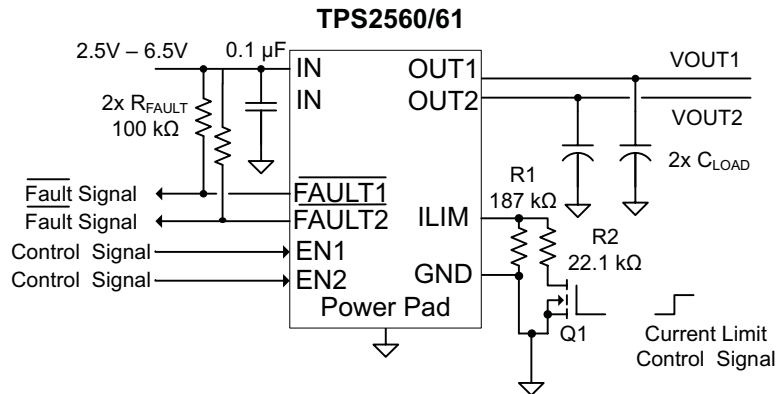 TPS2560/61
2.5V – 6.5V
0.1 µF
IN
IN
OUT1
OUT2
VOUT1
VOUT2
2x RFAULT
100 kΩ
2x CLOAD
Fault Signal
Fault Signal
Control Signal
Control Signal
FAULT1
FAULT2
EN1
EN2
ILIM
GND
Power Pad
R1
187 kΩ
R2
22.1 kΩ
Q1
Current Limit
Control Signal